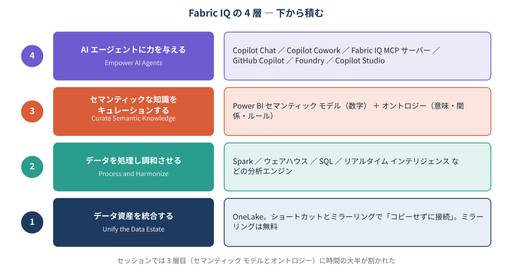 Fabric IQ の 4 層 ― 下から積む
4
AI エージェントに力を与える
Empower AI Agents
Copilot Chat ／ Copilot Cowork ／ Fabric IQ MCP サーバー ／
GitHub Copilot ／ Foundry ／ Copilot Studio
3
セマンティックな知識を
キュレーションする
Curate Semantic Knowledge
Power BI セマンティック モデル（数字）＋ オントロジー（意味・関
係・ルール）
2
データを処理し調和させる
Process and Harmonize
Spark ／ ウェアハウス ／ SQL ／ リアルタイム インテリジェンス な
どの分析エンジン
1
データ資産を統合する
Unify the Data Estate
OneLake。ショートカットとミラーリングで「コピーせずに接続」。ミラー
リングは無料
セッションでは 3 層目（セマンティック モデルとオントロジー）に時間の大半が割かれた